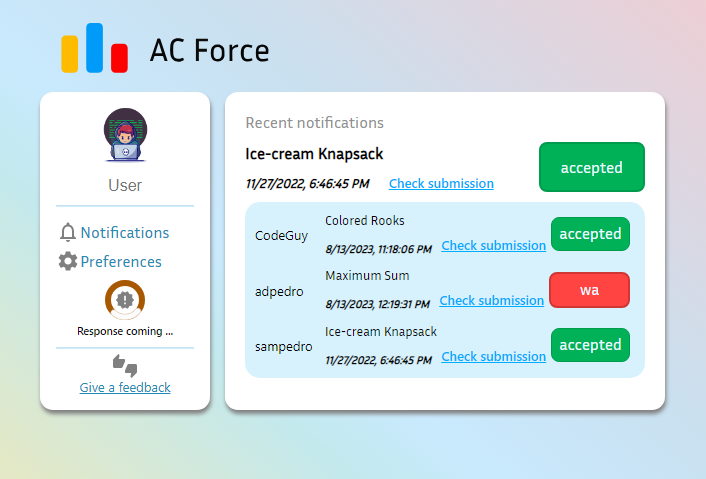 AC Force
User
Notifications
Preferences
Response coming ...
Give a feedback
Recent notifications
Ice-cream Knapsack
11/27/2022, 6:46:45 PM Check submission
accepted
CodeGuy
Colored Rooks
8/13/2023, 11:18:06 PM Check submission
accepted
adpedro
Maximum Sum
8/13/2023, 12:19:31 PM Check submission
wa
sampedro
Ice-cream Knapsack
11/27/2022, 6:46:45 PM Check submission
accepted